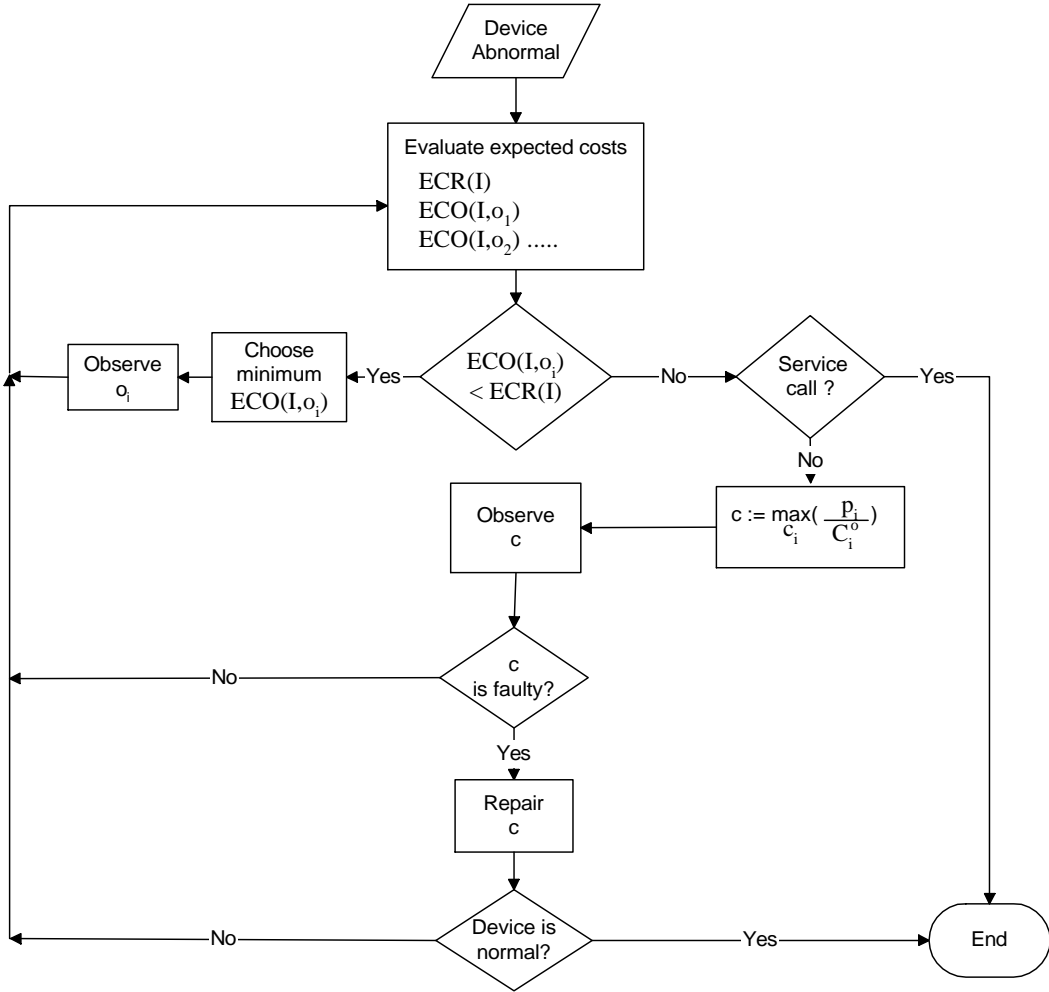 Device
Abnormal
Evaluate expected costs
ECR(I)
ECO(I,o₁)
ECO(I,o₂) .....
Observe
oᵢ
Choose
minimum
ECO(I,oᵢ)
Yes
ECO(I,oᵢ)
< ECR(I)
No
Service
call ?
Yes
No
c := max( pᵢ / Cᵢᵒ )
cᵢ
Observe
c
c
is faulty?
No
Yes
Repair
c
Device is
normal?
No
Yes
End